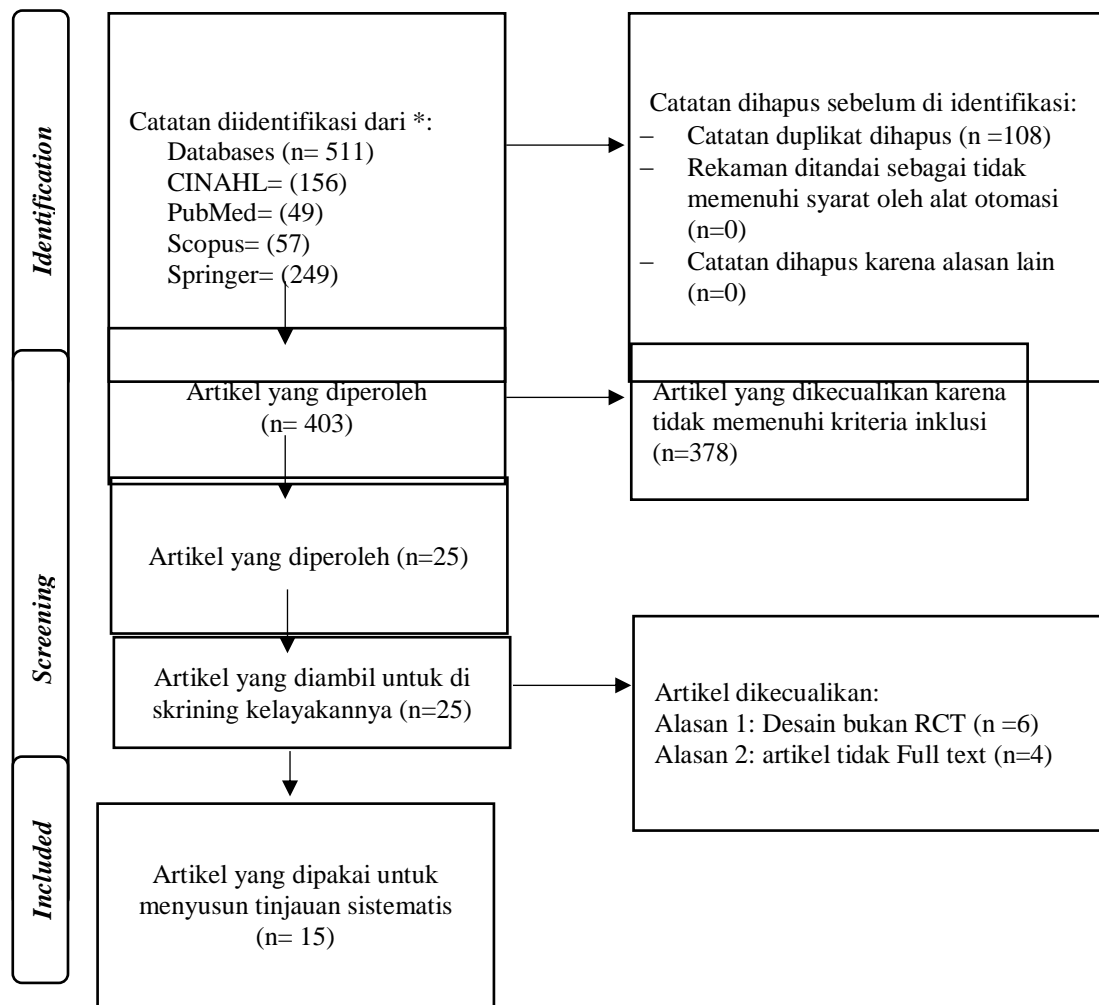 Identification
Catatan diidentifikasi dari *:
Databases (n= 511)
CINAHL= (156)
PubMed= (49)
Scopus= (57)
Springer= (249)
Catatan dihapus sebelum di identifikasi:
– Catatan duplikat dihapus (n =108)
– Rekaman ditandai sebagai tidak
memenuhi syarat oleh alat otomasi
(n=0)
– Catatan dihapus karena alasan lain
(n=0)
Screening
Artikel yang diperoleh
(n= 403)
Artikel yang dikecualikan karena
tidak memenuhi kriteria inklusi
(n=378)
Artikel yang diperoleh (n=25)
Artikel yang diambil untuk di
skrining kelayakannya (n=25)
Artikel dikecualikan:
Alasan 1: Desain bukan RCT (n =6)
Alasan 2: artikel tidak Full text (n=4)
Included
Artikel yang dipakai untuk
menyusun tinjauan sistematis
(n= 15)